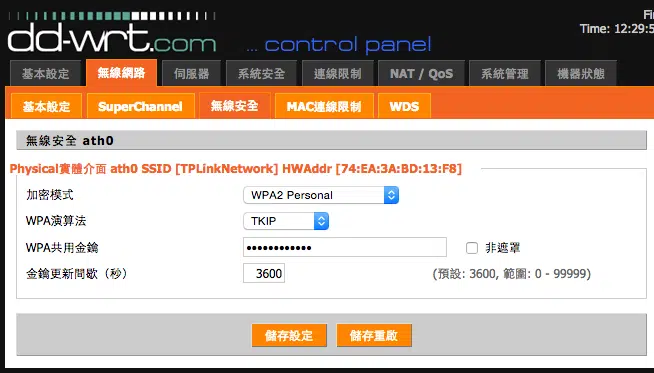 Fi
Time: 12:29:5
dd-wrt.com ... control panel
基本設定 無線網路 伺服器 系統安全 連線限制 NAT / QoS 系統管理 機器狀態
基本設定 SuperChannel 無線安全 MAC連線限制 WDS
無線安全 ath0
Physical實體介面 ath0 SSID [TPLinkNetwork] HWAddr [74:EA:3A:BD:13:F8]
加密模式 WPA2 Personal
WPA演算法 TKIP
WPA共用金鑰 •••••••••••• 非遮罩
金鑰更新間歇（秒） 3600 (預設: 3600, 範圍: 0 - 99999)
儲存設定 儲存重啟